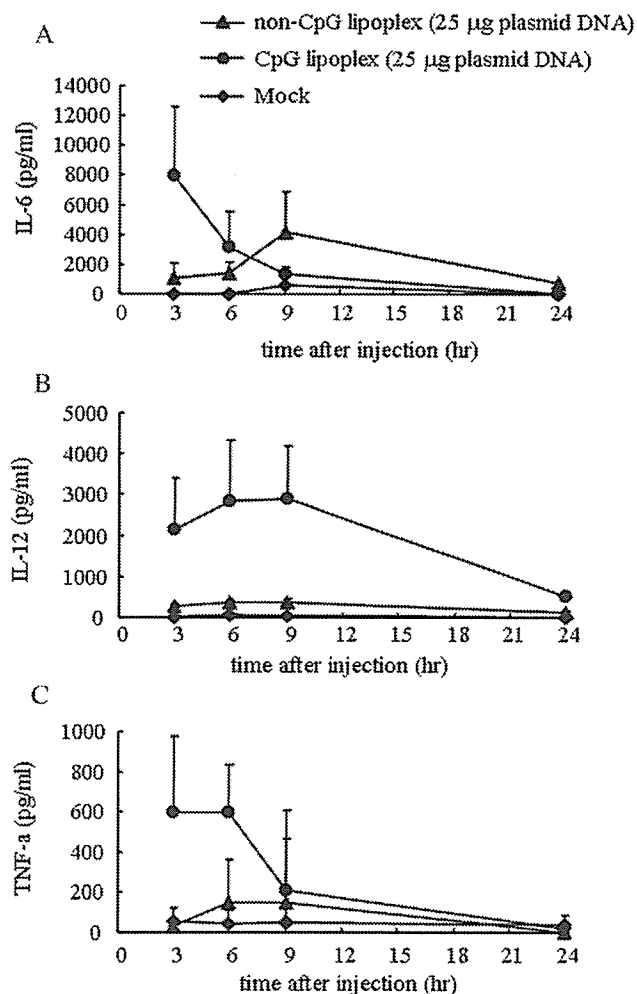 non-CpG lipoplex (25 μg plasmid DNA)
CpG lipoplex (25 μg plasmid DNA)
Mock
A
14000
12000
10000
8000
6000
4000
2000
0
IL-6 (pg/ml)
0 3 6 9 12 15 18 21 24
time after injection (hr)
B
5000
4000
3000
2000
1000
0
IL-12 (pg/ml)
0 3 6 9 12 15 18 21 24
time after injection (hr)
C
1000
800
600
400
200
0
TNF-a (pg/ml)
0 3 6 9 12 15 18 21 24
time after injection (hr)